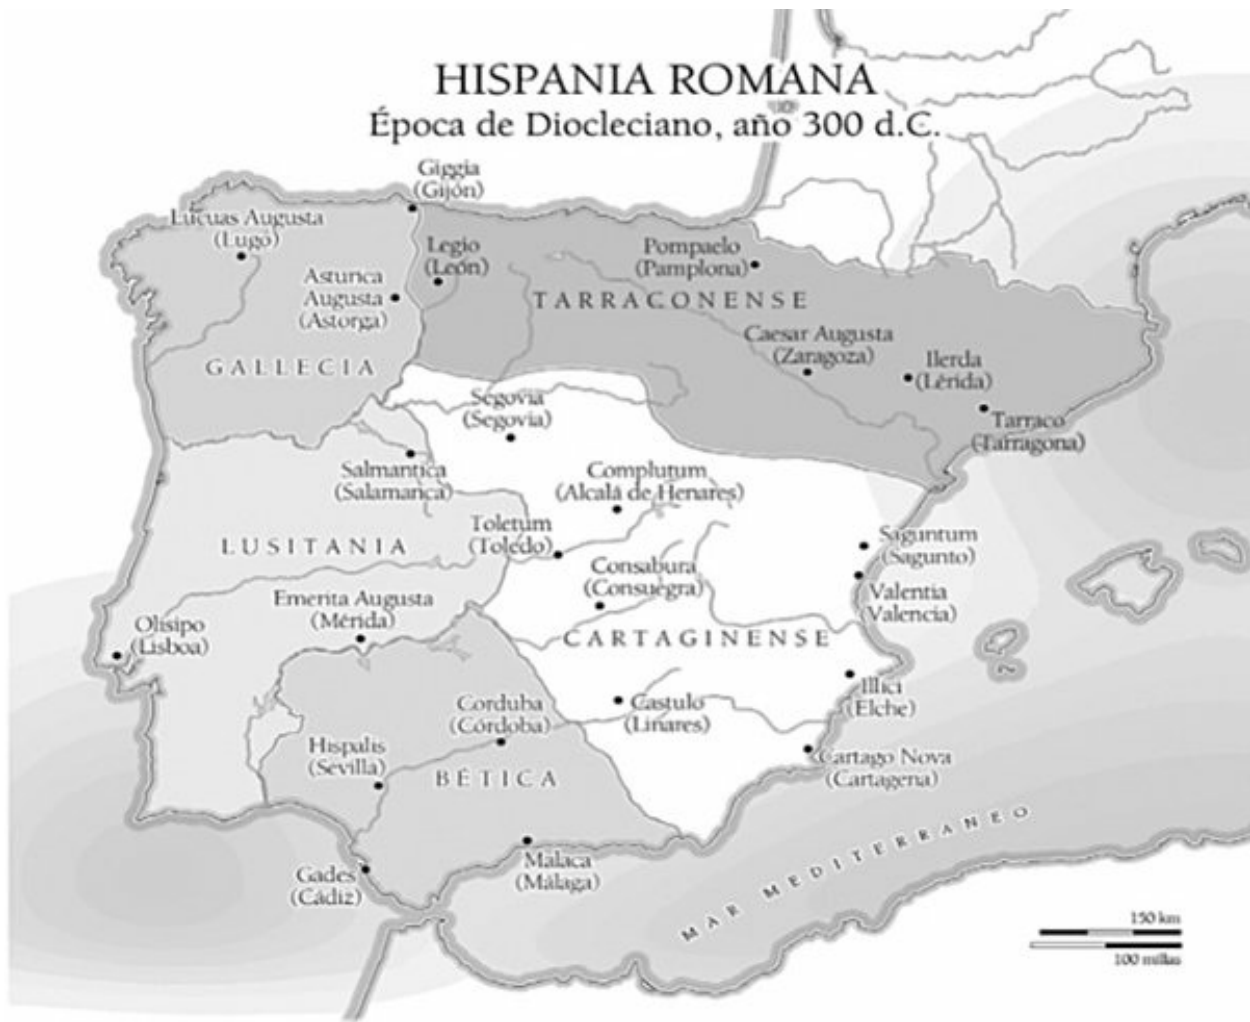 HISPANIA ROMANA
Época de Diocleciano, año 300 d.C.
Giggia
(Gijón)
Lucuas Augusta
(Lugo)
Legio
(León)
Pompaelo
(Pamplona)
Asturica
Augusta
(Astorga)
TARRACONENSE
Caesar Augusta
(Zaragoza)
Ilerda
(Lérida)
GALLECIA
Segovia
(Segovia)
Tarraco
(Tarragona)
Salmantica
(Salamanca)
Complutum
(Alcalá de Henares)
Toletum
(Toledo)
Saguntum
(Sagunto)
LUSITANIA
Consabura
(Consuegra)
Valentia
(Valencia)
Emerita Augusta
(Mérida)
Olisipo
(Lisboa)
CARTAGINENSE
Illici
(Elche)
Corduba
(Córdoba)
Castulo
(Linares)
Hispalis
(Sevilla)
Cartago Nova
(Cartagena)
BÉTICA
Malaca
(Málaga)
Gades
(Cádiz)
MAR MEDITERRANEO
150 km
100 millas